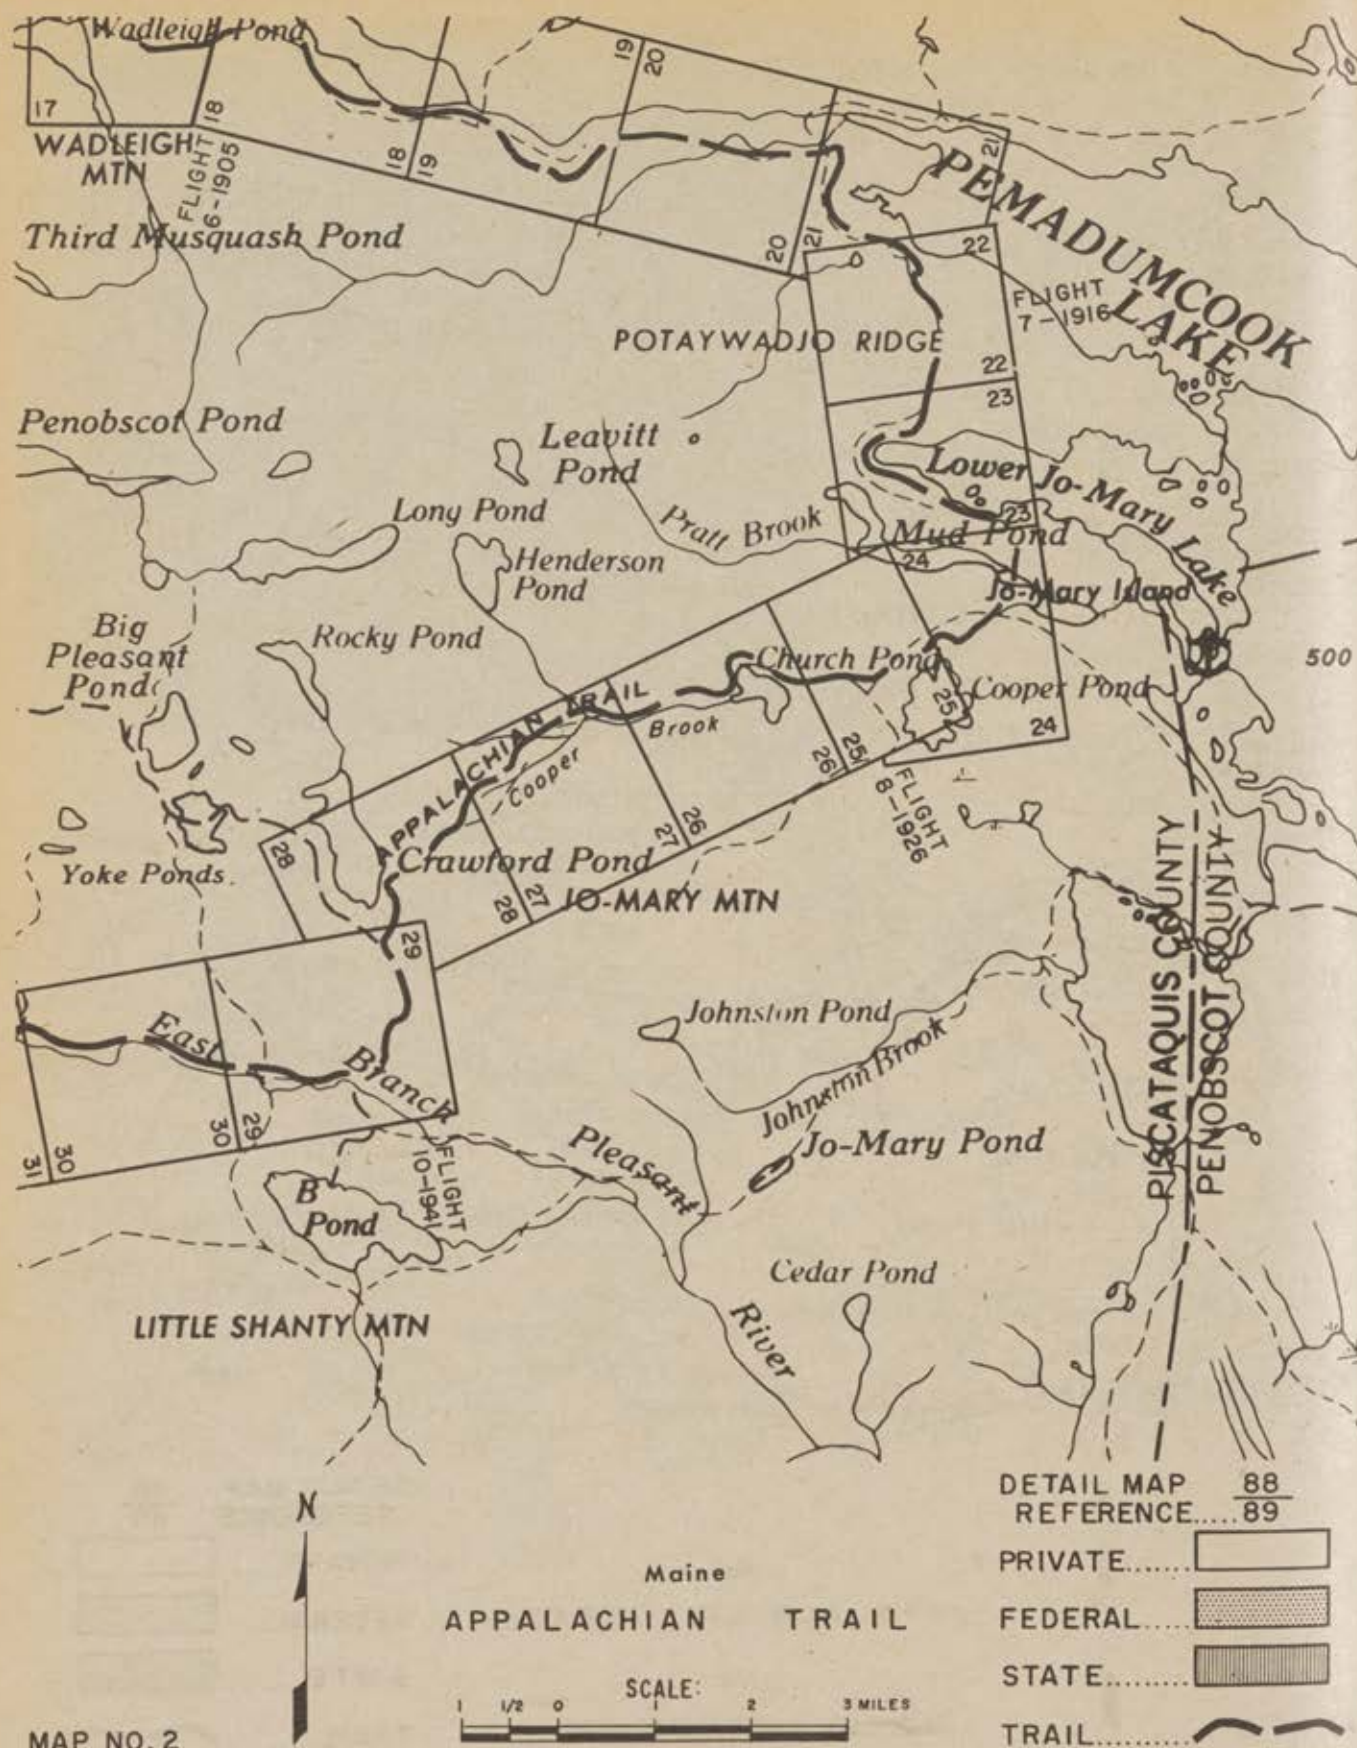 Wadleigh Pond
19
20
17
18
WADLEIGH
MTN
FLIGHT
6-1905
18
19
21
PEMADUMCOOK
LAKE
Third Musquash Pond
20
21
22
FLIGHT
7-1916
POTAYWADJO RIDGE
22
23
Penobscot Pond
Leavitt
Pond
Lower Jo-Mary Lake
Long Pond
Pratt Brook
23
Mud Pond
24
Henderson
Pond
Jo-Mary Island
Big
Pleasant
Pond
Rocky Pond
Church Pond
500
Cooper Pond
25
24
APPALACHIAN TRAIL
Brook
Cooper
25
26
FLIGHT
8-1926
26
27
28
Yoke Ponds.
Crawford Pond
27
28
JO-MARY MTN
29
PISCATAQUIS COUNTY
PENOBSCOT COUNTY
Johnston Pond
Johnston Brook
East
Branch
30
29
31
30
Pleasant
Jo-Mary Pond
FLIGHT
10-1941
B
Pond
Cedar Pond
LITTLE SHANTY MTN
River
N
DETAIL MAP 88
REFERENCE..... 89
Maine
PRIVATE.......
APPALACHIAN TRAIL
FEDERAL.....
STATE.........
SCALE:
1 1/2 0 1 2 3 MILES
TRAIL..........
MAP NO. 2